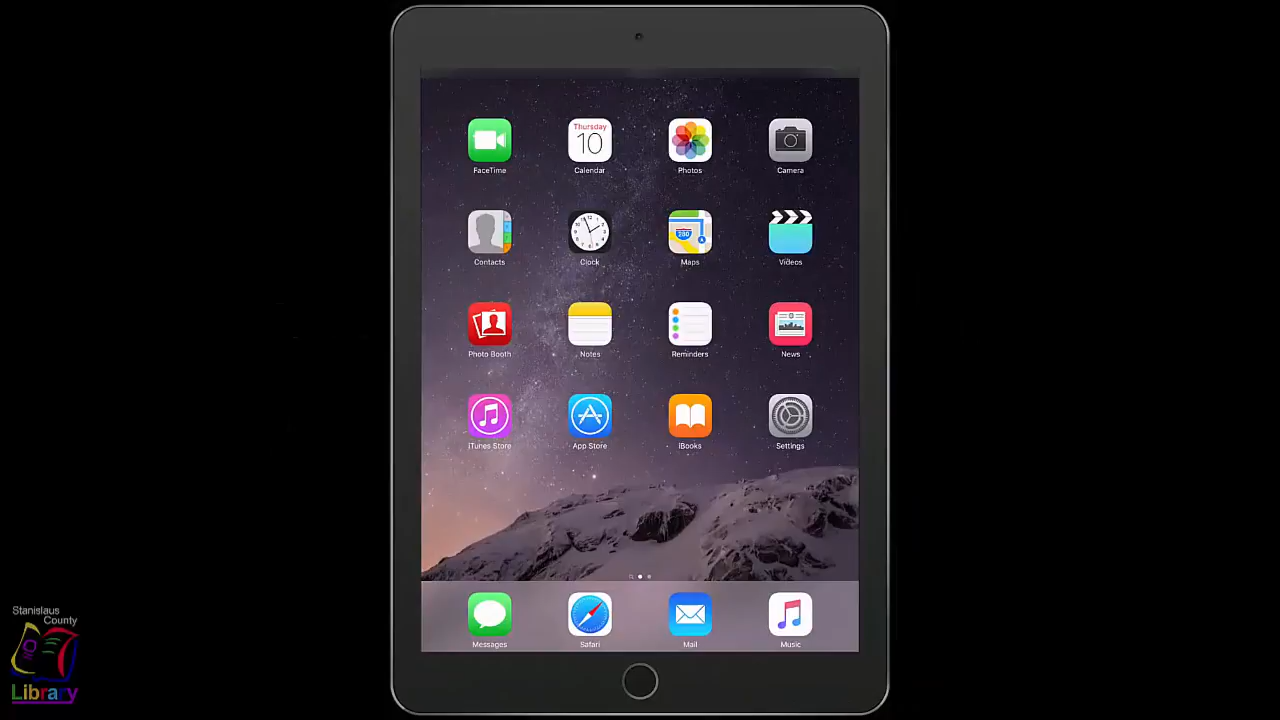 Thursday
10
FaceTime
Calendar
Photos
Camera
Contacts
Clock
Maps
280
Videos
Photo Booth
Notes
Reminders
News
iTunes Store
App Store
iBooks
Settings
Messages
Safari
Mail
Music
Stanislaus
County
Library